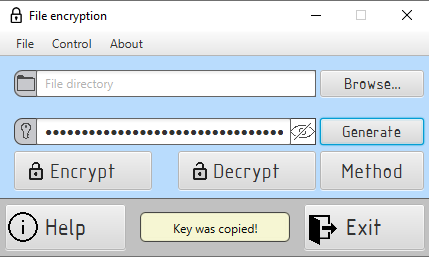 File encryption
File Control About
File directory
Browse...
••••••••••••••••••••••••••••••••
Generate
Encrypt
Decrypt
Method
Help
Key was copied!
Exit